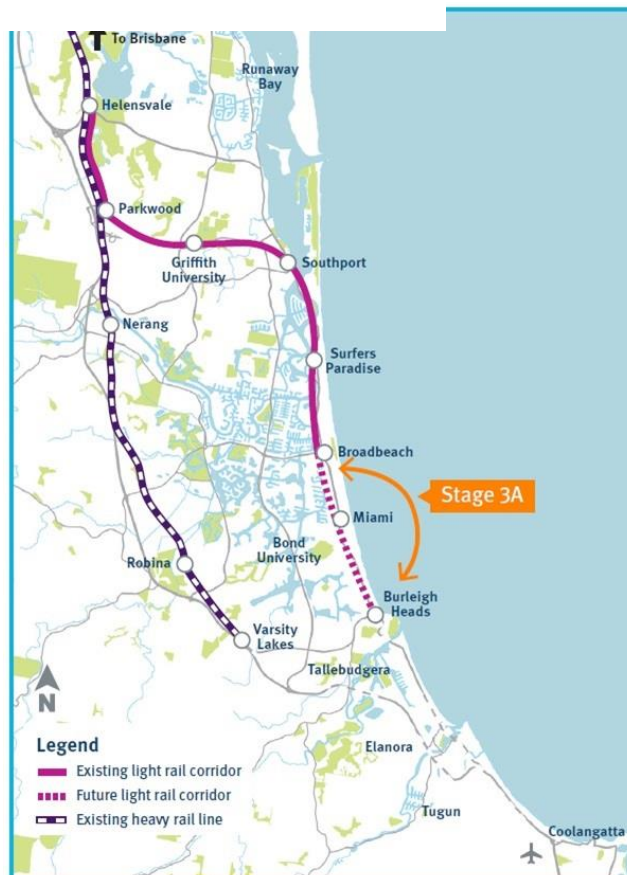 To Brisbane
Runaway
Bay
Helensvale
Parkwood
Griffith
University
Southport
Nerang
Surfers
Paradise
Broadbeach
Stage 3A
Miami
Bond
University
Robina
Burleigh
Heads
Varsity
Lakes
Tallebudgera
N
Elanora
Legend
Existing light rail corridor
Future light rail corridor
Existing heavy rail line
Tugun
Coolangatta